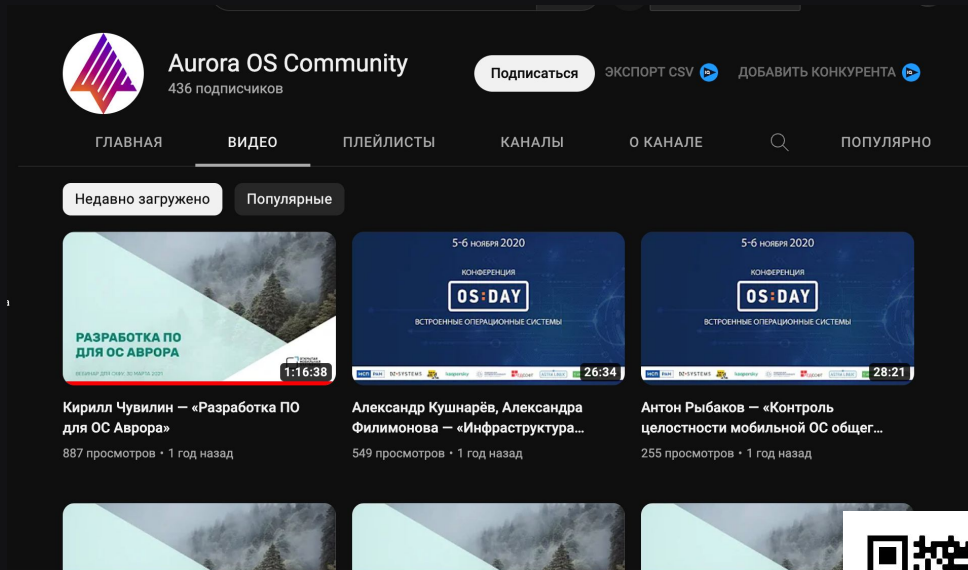 Aurora OS Community
436 подписчиков
Подписаться
ЭКСПОРТ CSV
ДОБАВИТЬ КОНКУРЕНТА
ГЛАВНАЯ
ВИДЕО
ПЛЕЙЛИСТЫ
КАНАЛЫ
О КАНАЛЕ
ПОПУЛЯРНО
Недавно загружено
Популярные
РАЗРАБОТКА ПО
ДЛЯ ОС АВРОРА
1:16:38
Кирилл Чувилин — «Разработка ПО
для ОС Аврора»
887 просмотров • 1 год назад
5-6 НОЯБРЯ 2020
КОНФЕРЕНЦИЯ
OS:DAY
ВСТРОЕННЫЕ ОПЕРАЦИОННЫЕ СИСТЕМЫ
26:34
Александр Кушнарёв, Александра
Филимонова — «Инфраструктура...
549 просмотров • 1 год назад
5-6 НОЯБРЯ 2020
КОНФЕРЕНЦИЯ
OS:DAY
ВСТРОЕННЫЕ ОПЕРАЦИОННЫЕ СИСТЕМЫ
28:21
Антон Рыбаков — «Контроль
целостности мобильной ОС общег...
255 просмотров • 1 год назад